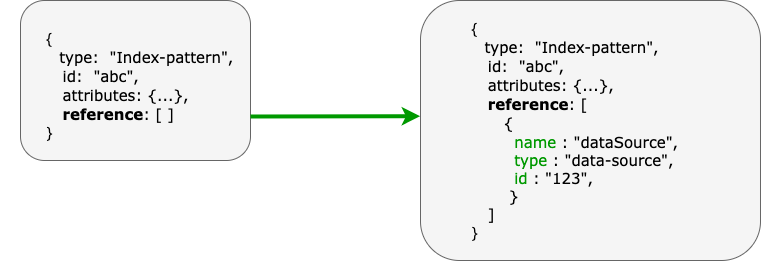 {
type: "Index-pattern",
id: "abc",
attributes: {...},
reference: [ ]
}
{
type: "Index-pattern",
id: "abc",
attributes: {...},
reference: [
{
name : "dataSource",
type : "data-source",
id : "123",
}
]
}